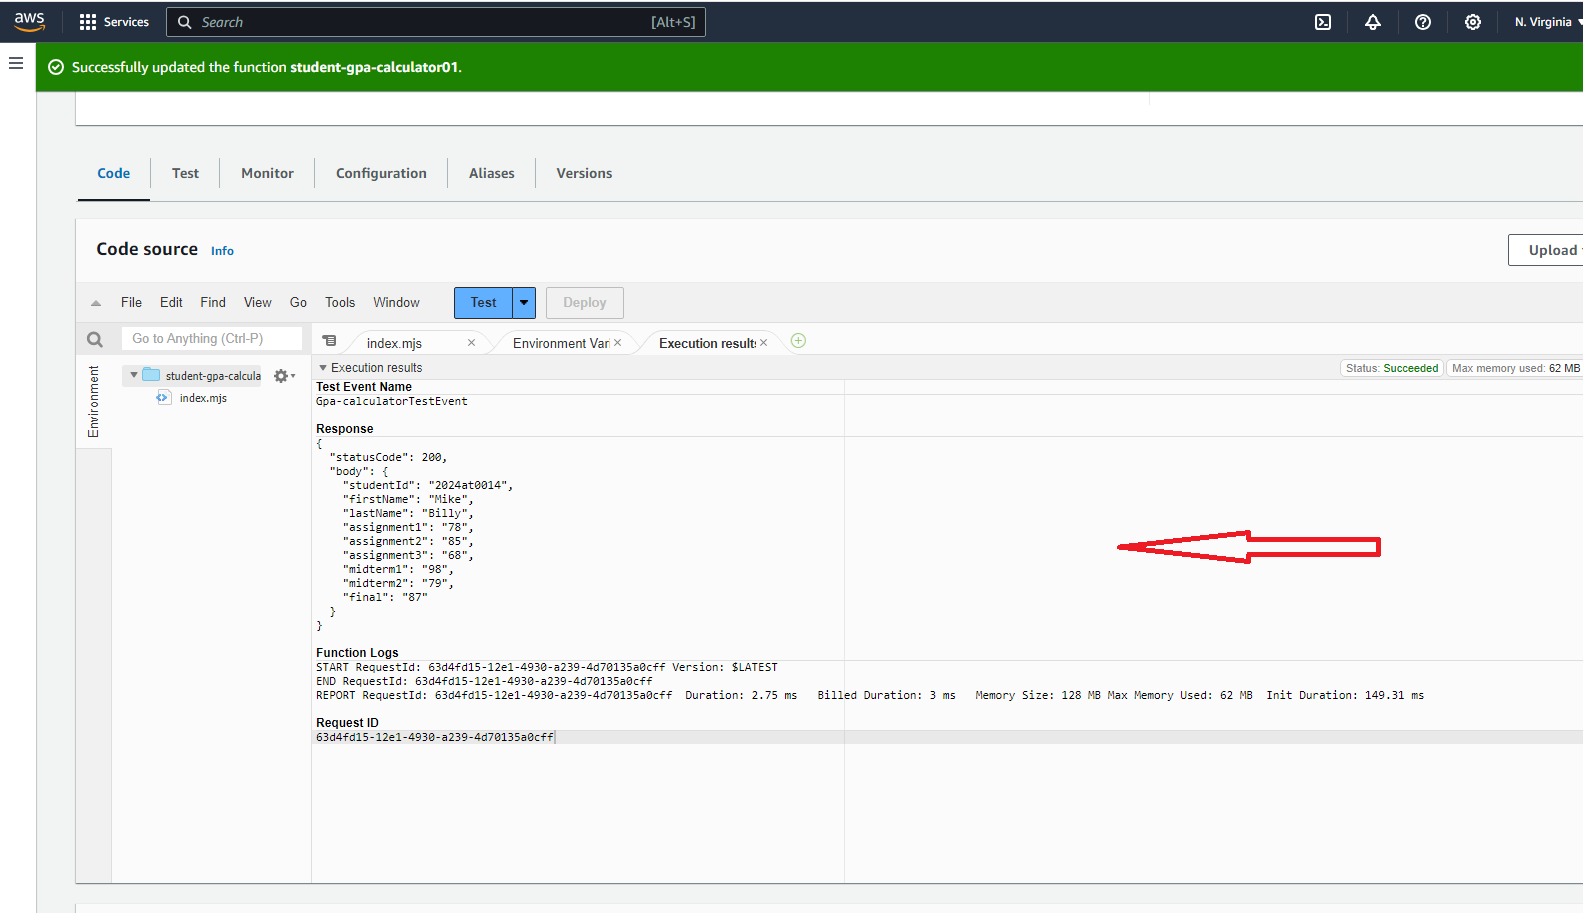 aws
Services
Search
[Alt+S]
N. Virginia
Successfully updated the function student-gpa-calculator01.
Code
Test
Monitor
Configuration
Aliases
Versions
Code source
Info
Upload
File
Edit
Find
View
Go
Tools
Window
Test
Deploy
Go to Anything (Ctrl-P)
index.mjs
Environment Vari
Execution results
Environment
student-gpa-calcula
index.mjs
Execution results
Status: Succeeded
Max memory used: 62 MB
Test Event Name
Gpa-calculatorTestEvent
Response
{
"statusCode": 200,
"body": {
"studentId": "2024at0014",
"firstName": "Mike",
"lastName": "Billy",
"assignment1": "78",
"assignment2": "85",
"assignment3": "68",
"midterm1": "98",
"midterm2": "79",
"final": "87"
}
}
Function Logs
START RequestId: 63d4fd15-12e1-4930-a239-4d70135a0cff Version: $LATEST
END RequestId: 63d4fd15-12e1-4930-a239-4d70135a0cff
REPORT RequestId: 63d4fd15-12e1-4930-a239-4d70135a0cff Duration: 2.75 ms Billed Duration: 3 ms Memory Size: 128 MB Max Memory Used: 62 MB Init Duration: 149.31 ms
Request ID
63d4fd15-12e1-4930-a239-4d70135a0cff